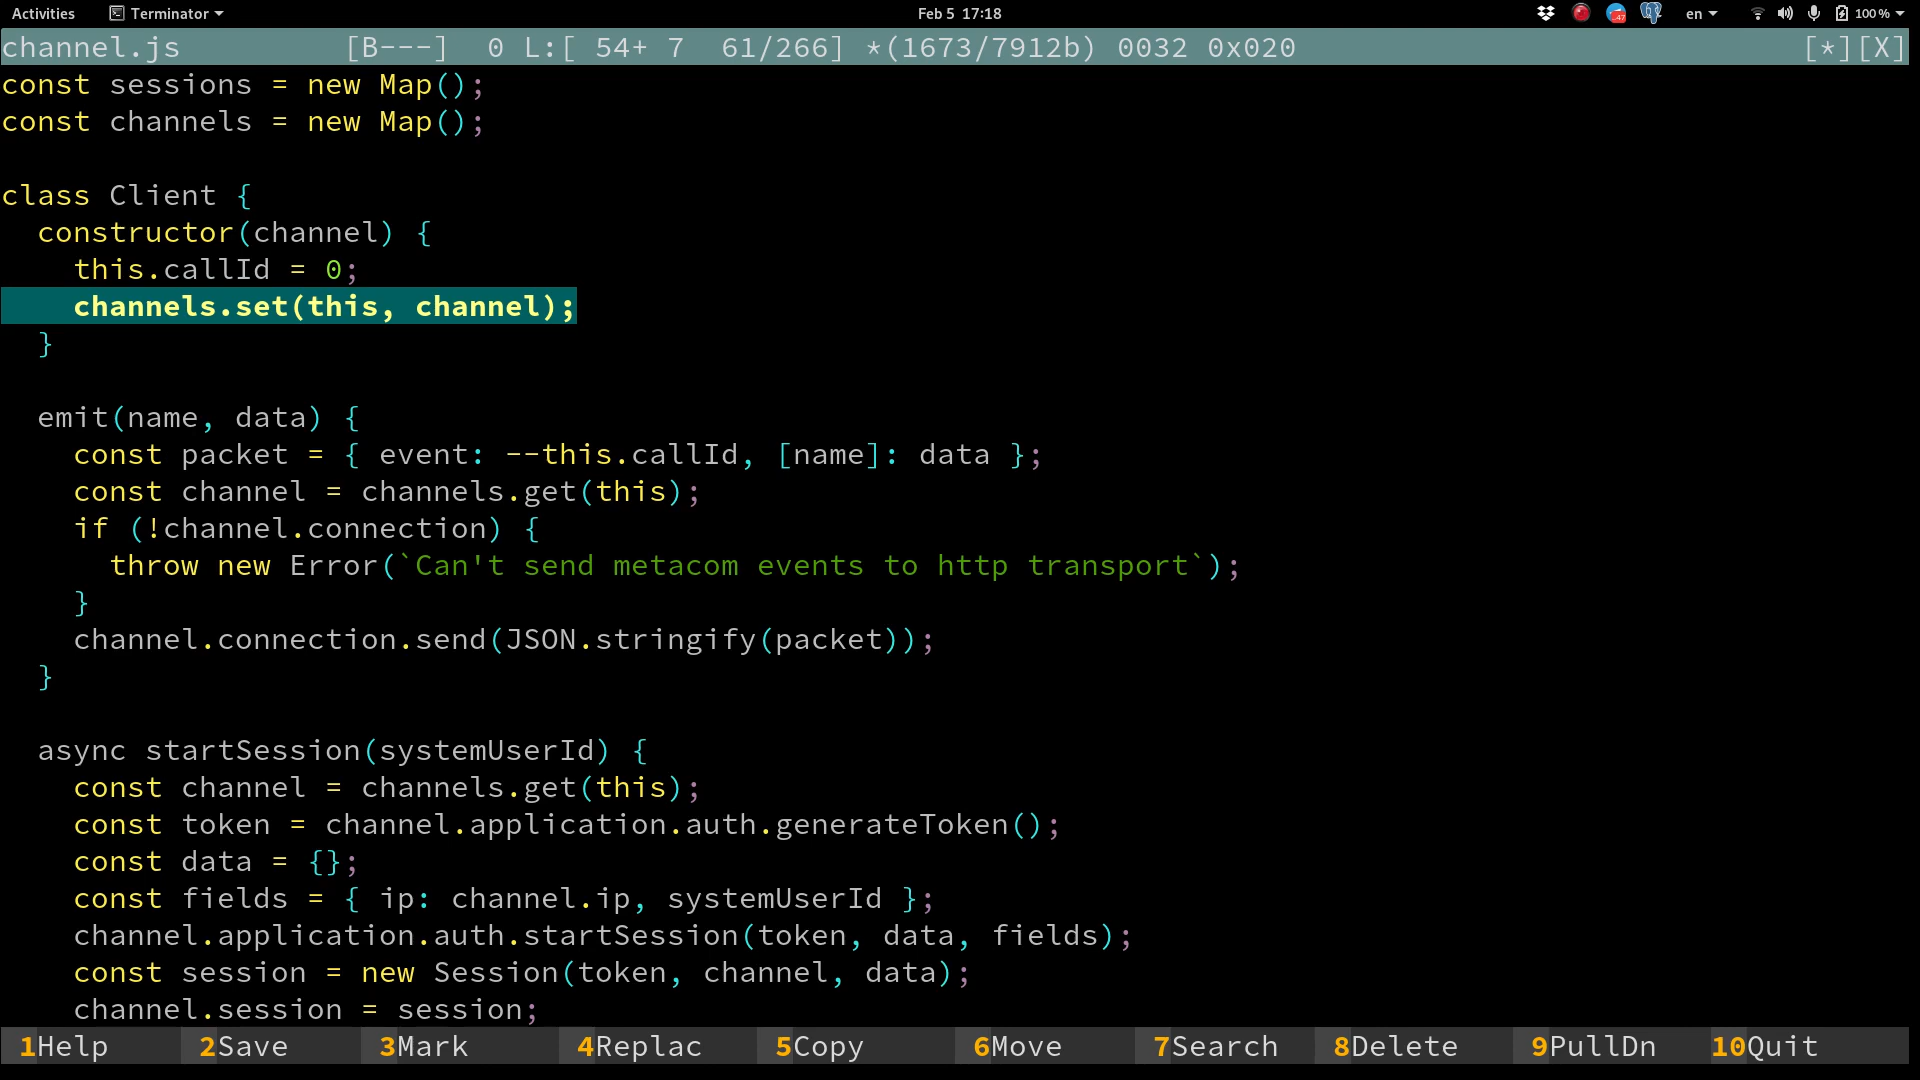 Activities Terminator Feb 5 17:18 en 100 %
channel.js [B---] 0 L:[ 54+ 7 61/266] *(1673/7912b) 0032 0x020 [*][X]
const sessions = new Map();
const channels = new Map();
class Client {
  constructor(channel) {
    this.callId = 0;
    channels.set(this, channel);
  }
  emit(name, data) {
    const packet = { event: --this.callId, [name]: data };
    const channel = channels.get(this);
    if (!channel.connection) {
      throw new Error(`Can't send metacom events to http transport`);
    }
    channel.connection.send(JSON.stringify(packet));
  }
  async startSession(systemUserId) {
    const channel = channels.get(this);
    const token = channel.application.auth.generateToken();
    const data = {};
    const fields = { ip: channel.ip, systemUserId };
    channel.application.auth.startSession(token, data, fields);
    const session = new Session(token, channel, data);
    channel.session = session;
1Help 2Save 3Mark 4Replac 5Copy 6Move 7Search 8Delete 9PullDn 10Quit